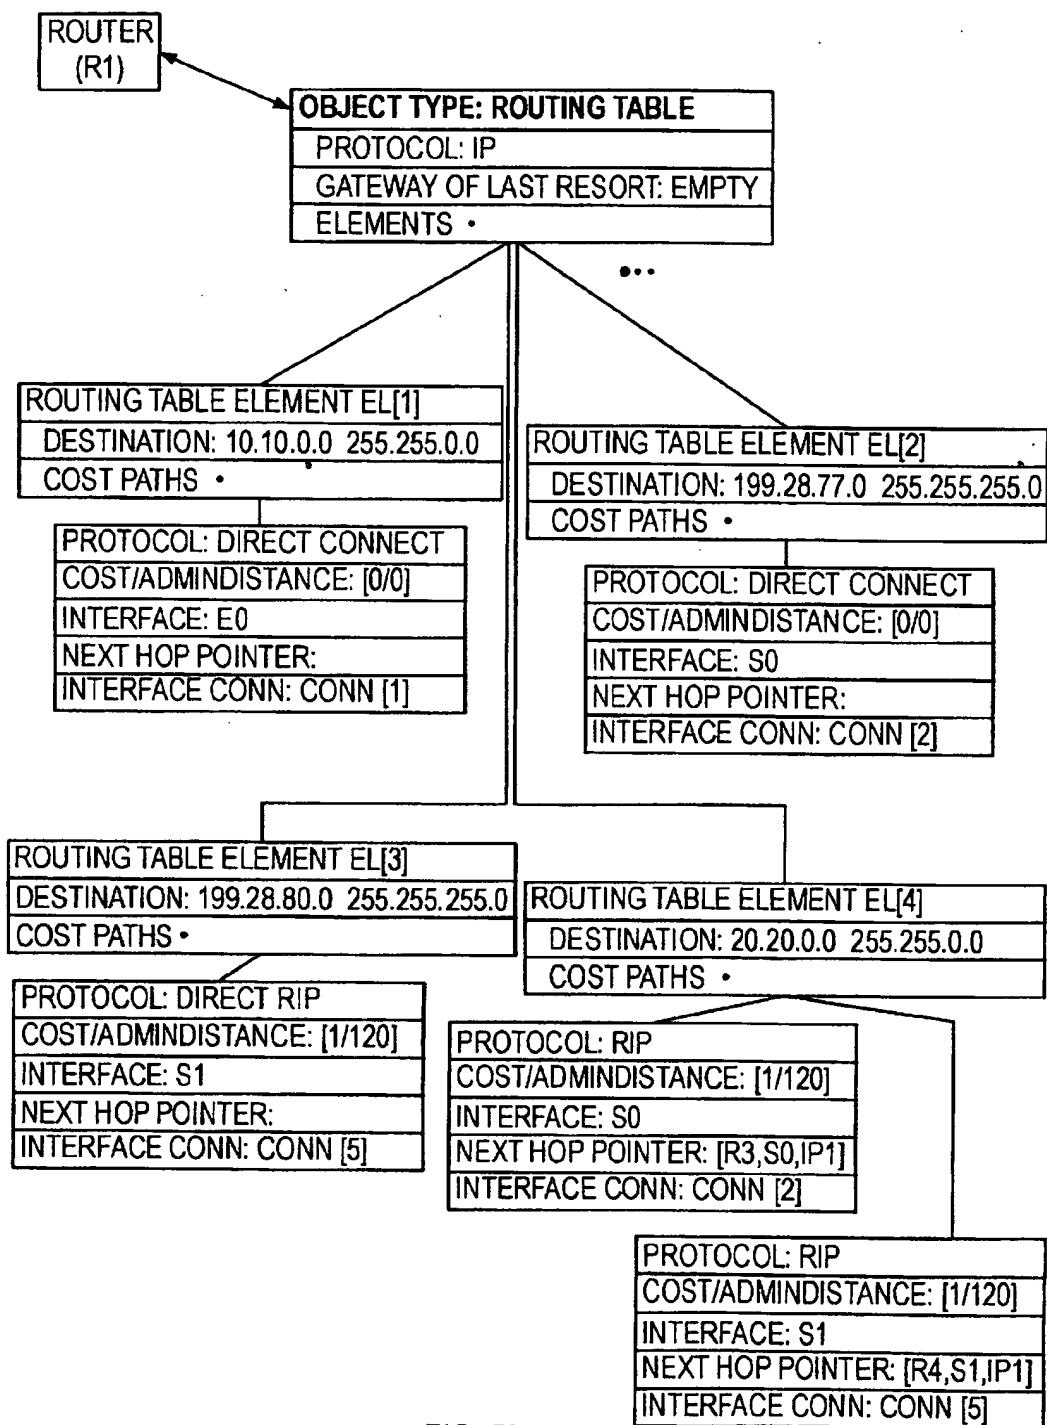 ROUTER
(R1)
OBJECT TYPE: ROUTING TABLE
PROTOCOL: IP
GATEWAY OF LAST RESORT: EMPTY
ELEMENTS •
ROUTING TABLE ELEMENT EL[1]
DESTINATION: 10.10.0.0 255.255.0.0
COST PATHS •
PROTOCOL: DIRECT CONNECT
COST/ADMINDISTANCE: [0/0]
INTERFACE: E0
NEXT HOP POINTER:
INTERFACE CONN: CONN [1]
ROUTING TABLE ELEMENT EL[2]
DESTINATION: 199.28.77.0 255.255.255.0
COST PATHS •
PROTOCOL: DIRECT CONNECT
COST/ADMINDISTANCE: [0/0]
INTERFACE: S0
NEXT HOP POINTER:
INTERFACE CONN: CONN [2]
ROUTING TABLE ELEMENT EL[3]
DESTINATION: 199.28.80.0 255.255.255.0
COST PATHS •
PROTOCOL: DIRECT RIP
COST/ADMINDISTANCE: [1/120]
INTERFACE: S1
NEXT HOP POINTER:
INTERFACE CONN: CONN [5]
ROUTING TABLE ELEMENT EL[4]
DESTINATION: 20.20.0.0 255.255.0.0
COST PATHS •
PROTOCOL: RIP
COST/ADMINDISTANCE: [1/120]
INTERFACE: S0
NEXT HOP POINTER: [R3,S0,IP1]
INTERFACE CONN: CONN [2]
PROTOCOL: RIP
COST/ADMINDISTANCE: [1/120]
INTERFACE: S1
NEXT HOP POINTER: [R4,S1,IP1]
INTERFACE CONN: CONN [5]